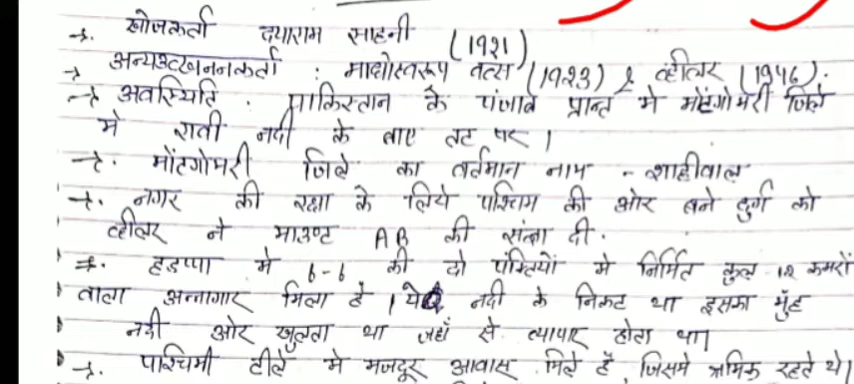 →. खोजकर्ता दयाराम साहनी (1921)
→ अन्यउत्खननकर्ता : माधोस्वरूप वत्स (1923) & व्हीलर (1946).
→ अवस्थिति : पाकिस्तान के पंजाब प्रान्त मे मोंटगोमरी जिले
मे रावी नदी के बाए तट पर ।
→. मोंटगोमरी जिले का वर्तमान नाम - शाहीवाल
→. नगर की रक्षा के लिये पश्चिम की ओर बने दुर्ग को
व्हीलर ने माउण्ट AB की संज्ञा दी.
→. हडप्पा मे 6-6 की दो पंक्तियों मे निर्मित कुल 12 कमरों
वाला अन्नागार मिला है । ये नदी के निकट था इसका मुँह
नदी ओर खुलता था जहाँ से व्यापार होता था।
→. पाश्चिमी टीले मे मजदूर आवास मिले हैं, जिसमे श्रमिक रहते थे।